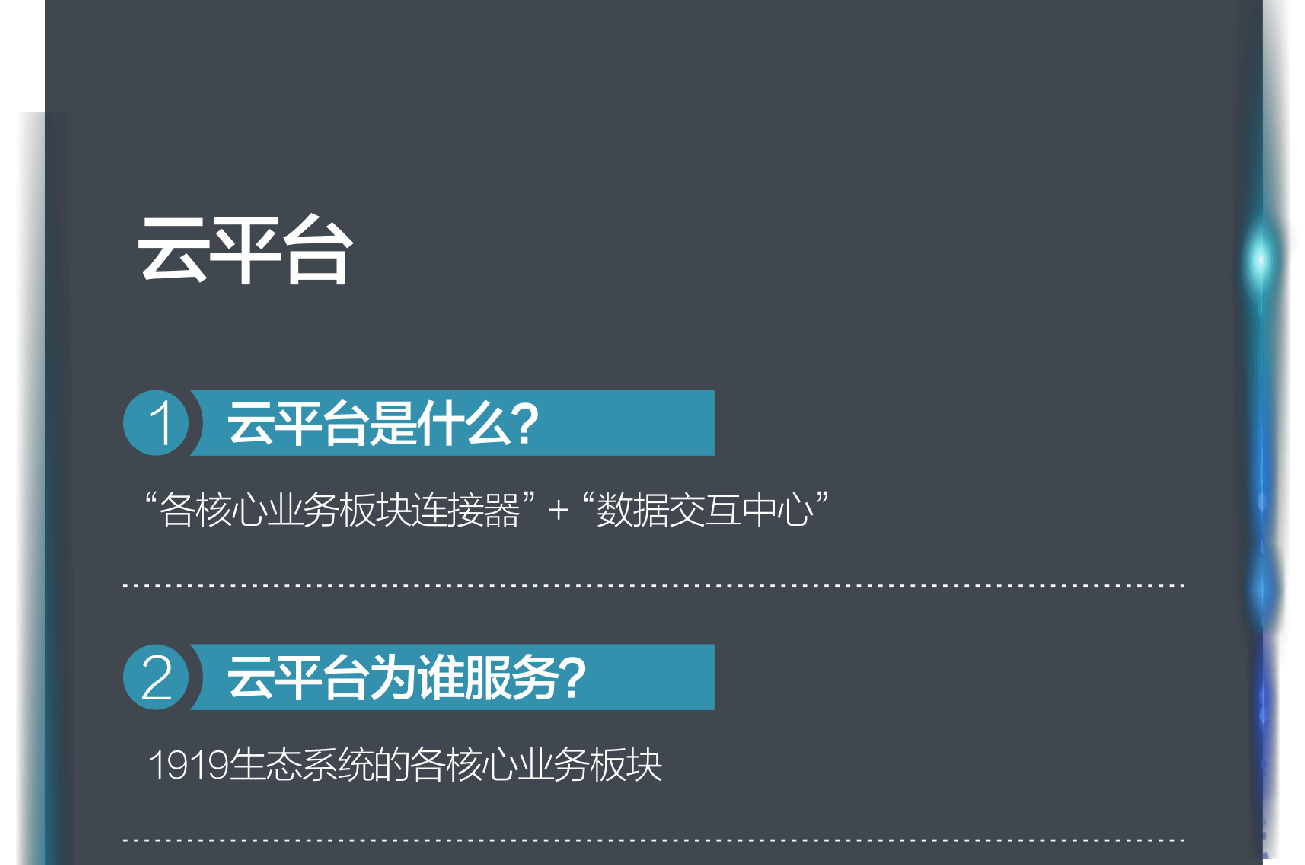 云平台
1 云平台是什么?
“各核心业务板块连接器” + “数据交互中心”
2 云平台为谁服务?
1919生态系统的各核心业务板块